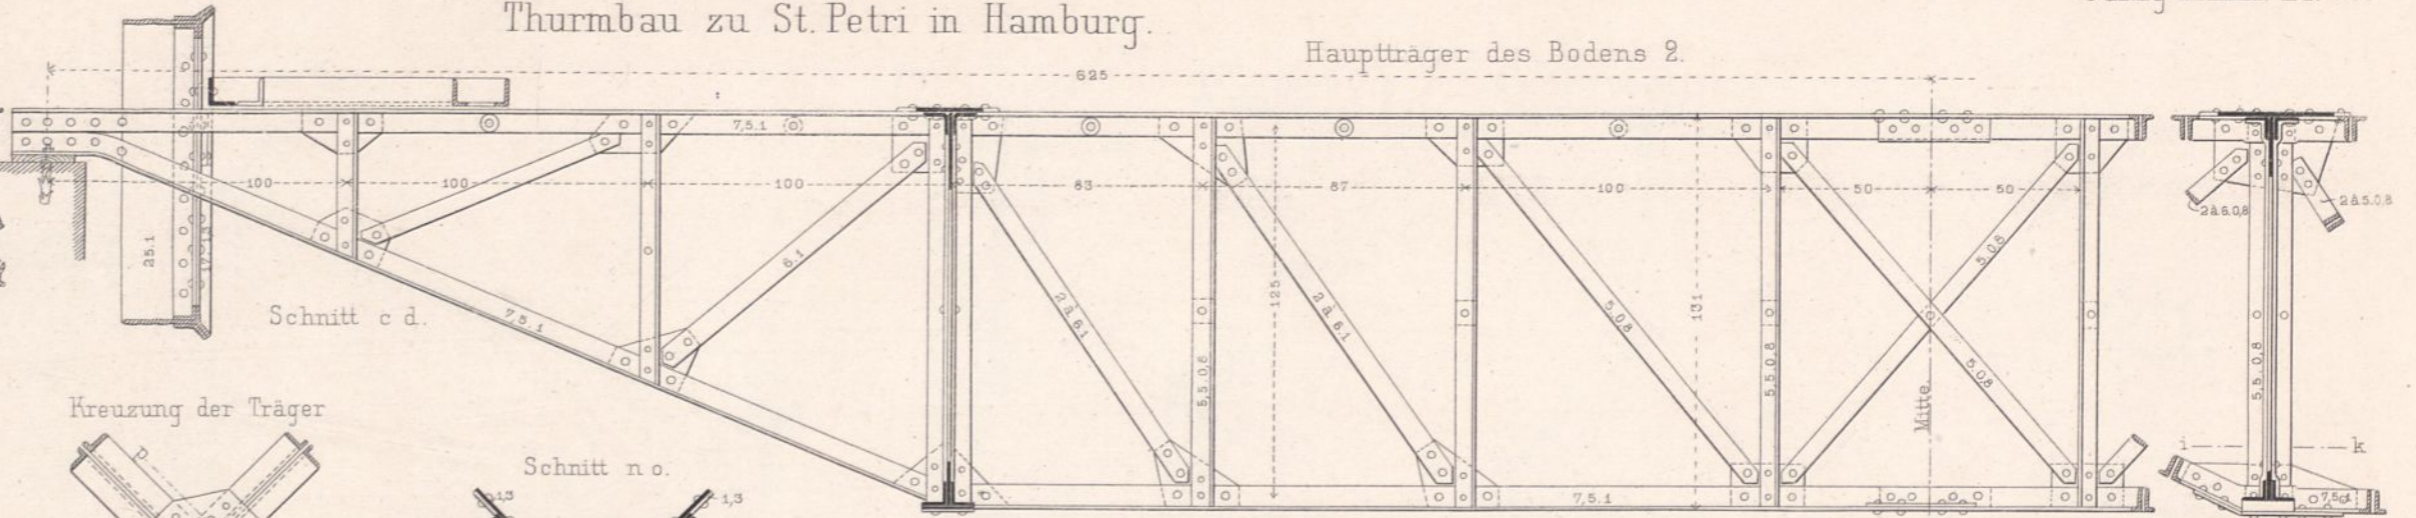 Thurmbau zu St. Petri in Hamburg.
Hauptträger des Bodens 2.
625
7,5.1
100
100
100
83
87
100
50
50
2 à 6.0,8
2 à 5.0,8
25.1
6.1
125
131
5,0,8
Schnitt c d.
7,5.1
2 à 6.1
2 à 6.1
5.0,8
5,5.0,8
5,5.0,8
5.0,8
5,5.0,8
Mitte.
Kreuzung der Träger
p
i
k
Schnitt n o.
1,3
1,3
7,5.1
7,5.1